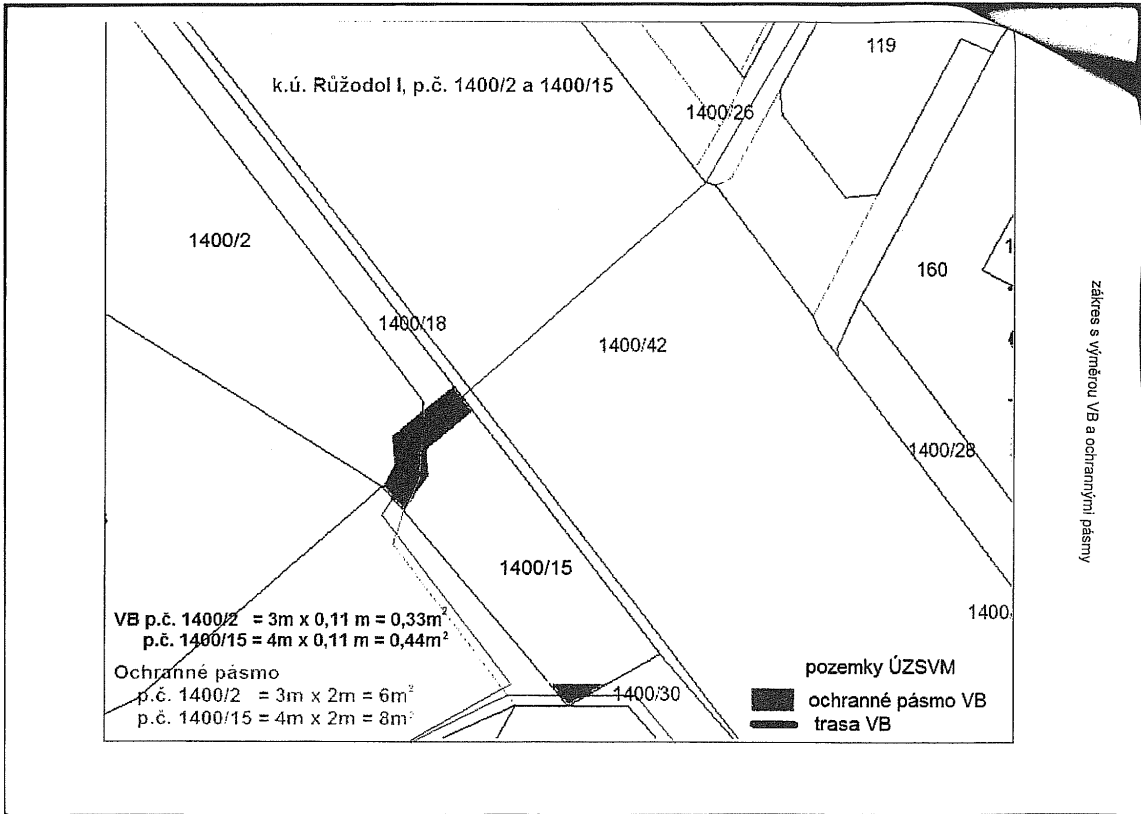 119
k.ú. Růžodol I, p.č. 1400/2 a 1400/15
1400/26
1400/2
160
1400/18
1400/42
1400/28
1400/15
1400
VB p.č. 1400/2 = 3m x 0,11 m = 0,33m²
p.č. 1400/15 = 4m x 0,11 m = 0,44m²
Ochranné pásmo
p.č. 1400/2 = 3m x 2m = 6m²
p.č. 1400/15 = 4m x 2m = 8m²
1400/30
pozemky ÚZSVM
ochranné pásmo VB
trasa VB
zákres s výměrou VB a ochrannými pásmy